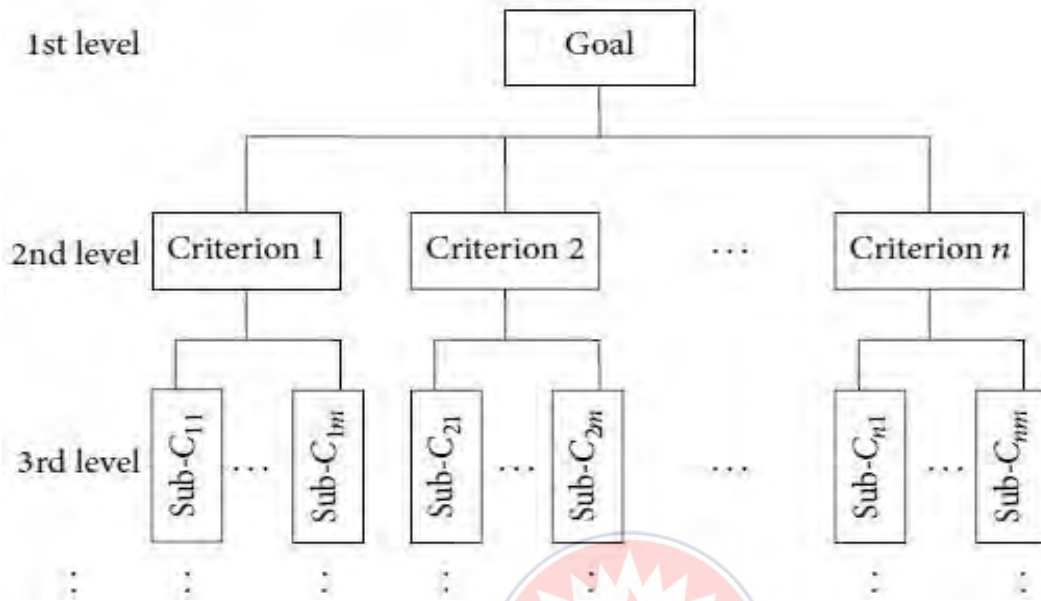 1st level
Goal
2nd level
Criterion 1
Criterion 2
...
Criterion n
3rd level
Sub-C11
...
Sub-C1m
Sub-C21
...
Sub-C2m
...
Sub-Cn1
...
Sub-Cnm